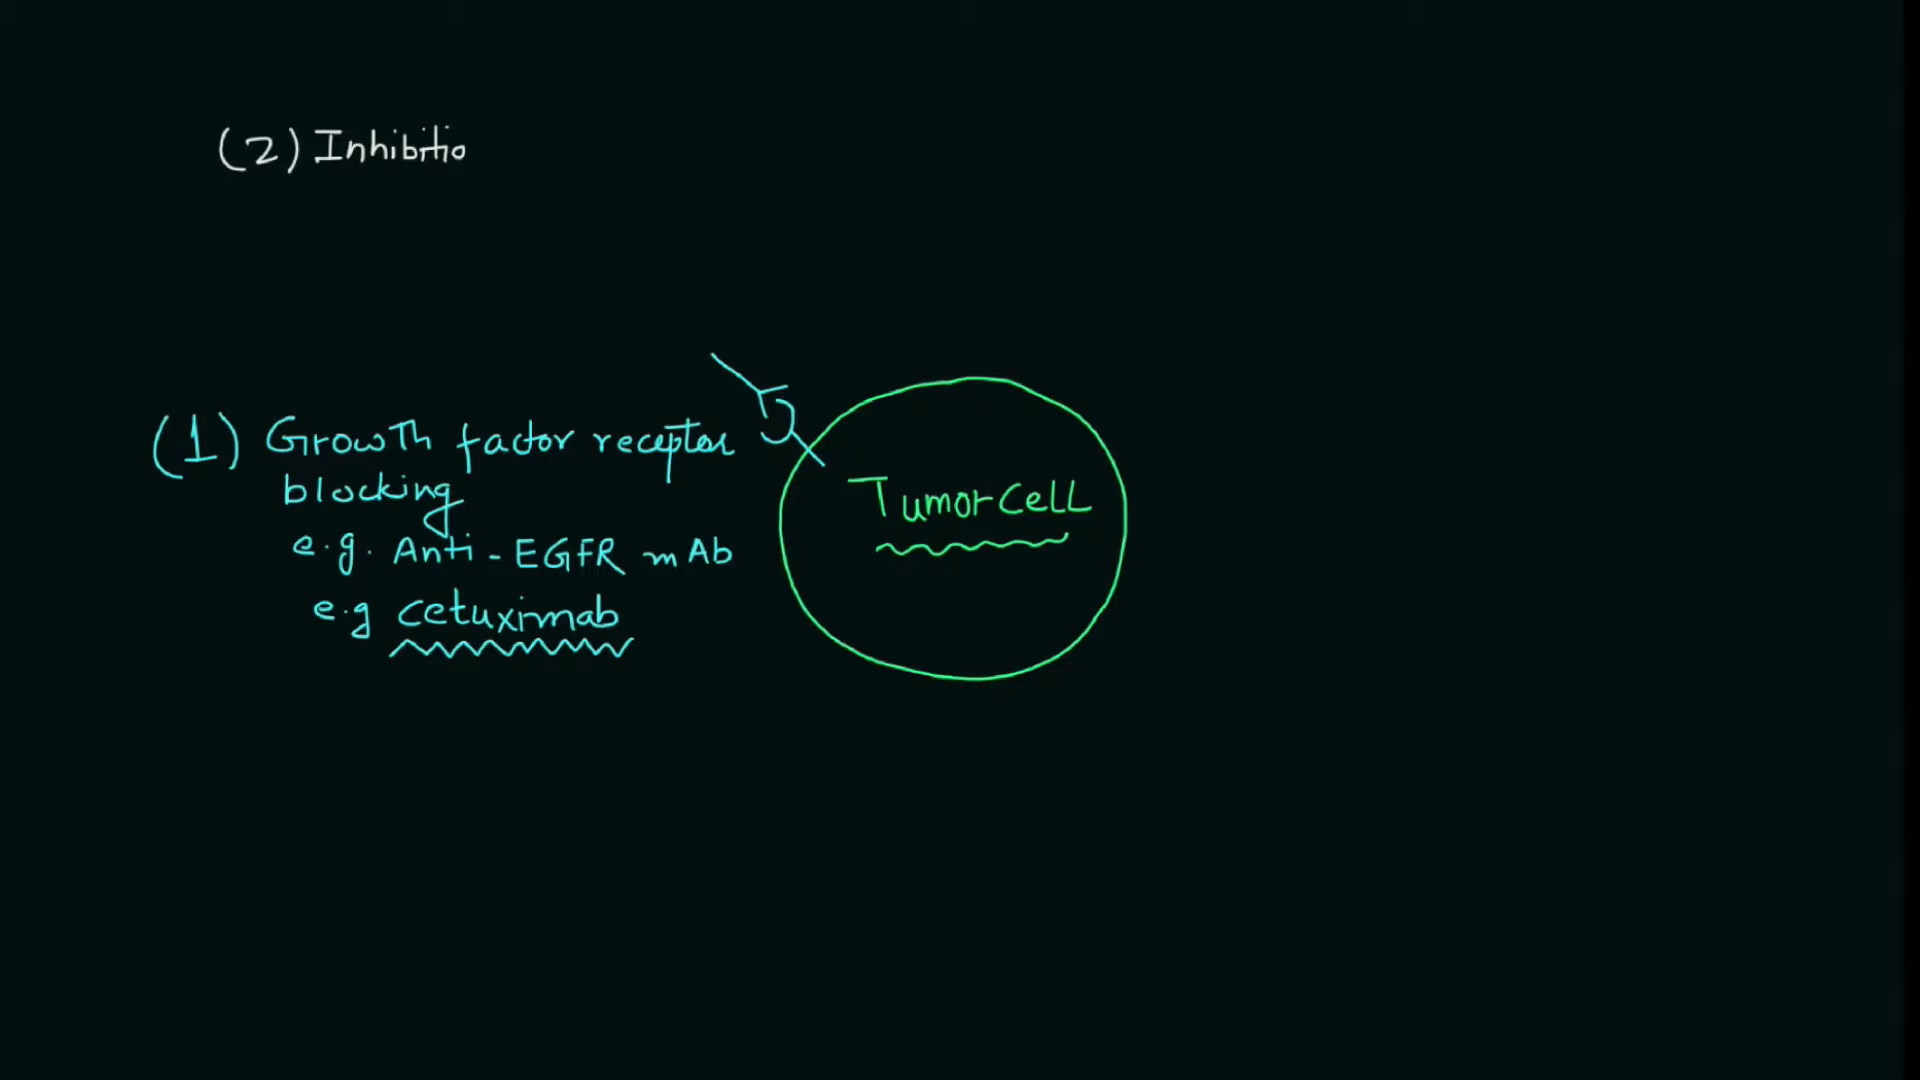 (2) Inhibitio
(1) Growth factor receptor
blocking
e.g. Anti-EGFR mAb
e.g cetuximab
Tumor Cell